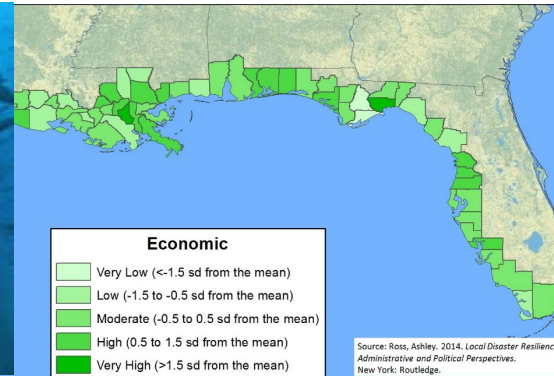 Economic
Very Low (<-1.5 sd from the mean)
Low (-1.5 to -0.5 sd from the mean)
Moderate (-0.5 to 0.5 sd from the mean)
High (0.5 to 1.5 sd from the mean)
Very High (>1.5 sd from the mean)
Source: Ross, Ashley. 2014. Local Disaster Resilienc
Administrative and Political Perspectives.
New York: Routledge.